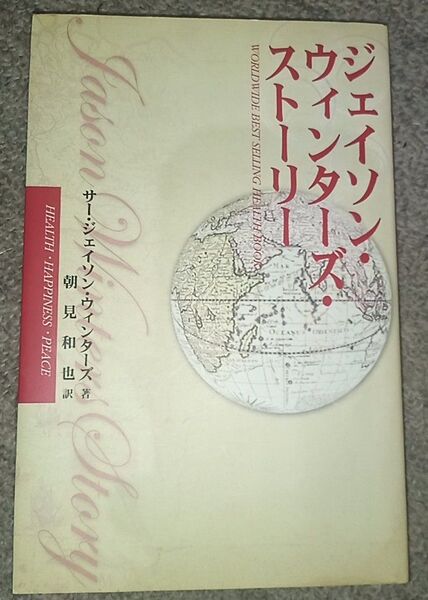 ジェイソン・
ウィンターズ・
ストーリー
WORLDWIDE BEST SELLING HEALTH BOOK
サー・ジェイソン・ウィンターズ 著
朝見和也 訳
HEALTH・HAPPINESS・PEACE
Jason Winters Story